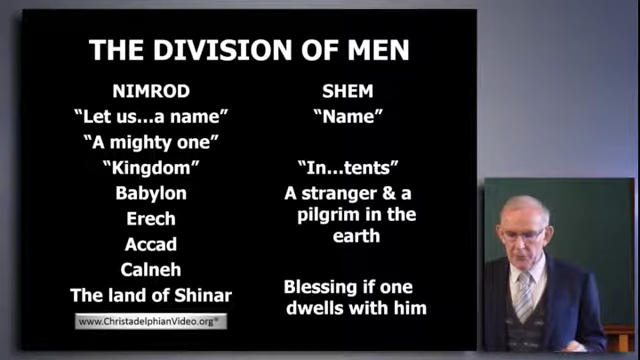 THE DIVISION OF MEN
NIMROD
"Let us...a name"
"A mighty one"
"Kingdom"
Babylon
Erech
Accad
Calneh
The land of Shinar
SHEM
"Name"
"In...tents"
A stranger & a
pilgrim in the
earth
Blessing if one
dwells with him
www.ChristadelphianVideo.org®